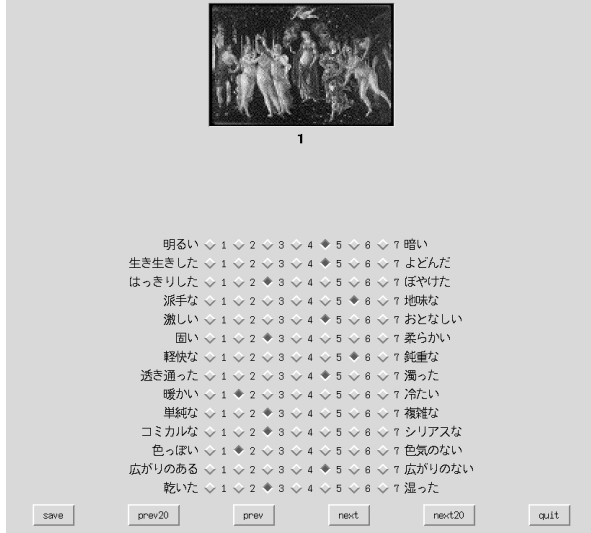 1
明るい 1 2 3 4 5 6 7 暗い
生き生きした 1 2 3 4 5 6 7 よどんだ
はっきりした 1 2 3 4 5 6 7 ぼやけた
派手な 1 2 3 4 5 6 7 地味な
激しい 1 2 3 4 5 6 7 おとなしい
固い 1 2 3 4 5 6 7 柔らかい
軽快な 1 2 3 4 5 6 7 鈍重な
透き通った 1 2 3 4 5 6 7 濁った
暖かい 1 2 3 4 5 6 7 冷たい
単純な 1 2 3 4 5 6 7 複雑な
コミカルな 1 2 3 4 5 6 7 シリアスな
色っぽい 1 2 3 4 5 6 7 色気のない
広がりのある 1 2 3 4 5 6 7 広がりのない
乾いた 1 2 3 4 5 6 7 湿った
save prev20 prev next next20 quit